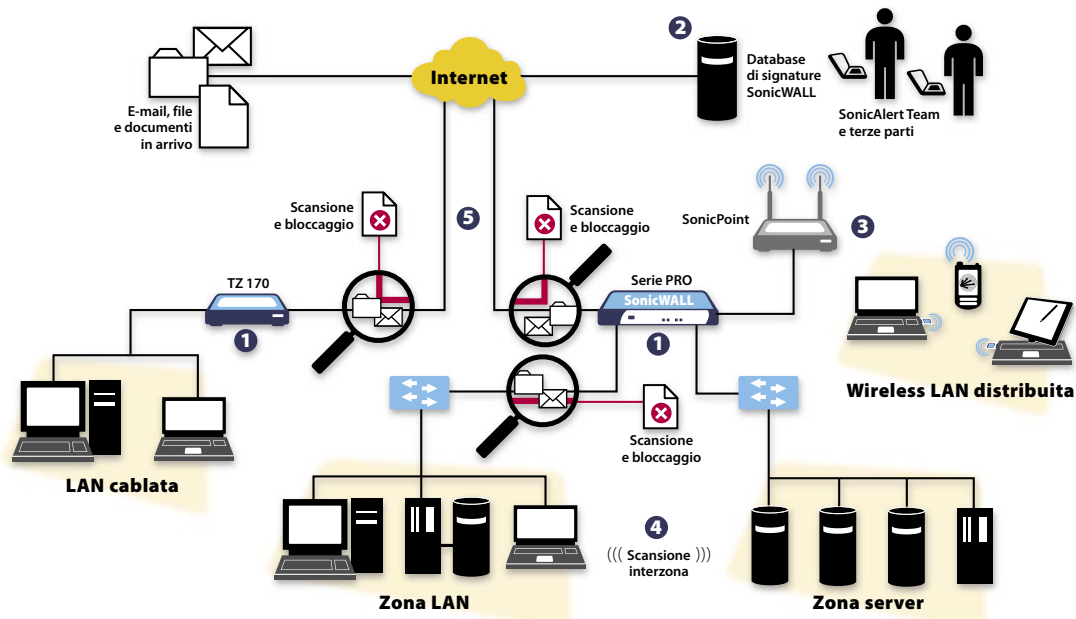 Internet
E-mail, file
e documenti
in arrivo
2
Database
di signature
SonicWALL
SonicAlert Team
e terze parti
Scansione
e bloccaggio
5
Scansione
e bloccaggio
SonicPoint
3
TZ 170
1
Serie PRO
SonicWALL
1
Wireless LAN distribuita
Scansione
e bloccaggio
LAN cablata
4
((( Scansione )))
interzona
Zona LAN
Zona server